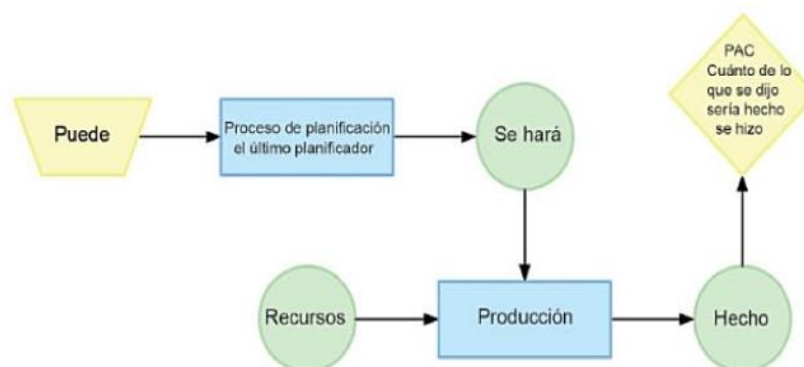 PAC
Cuánto de lo
que se dijo
sería hecho
se hizo
Puede
Proceso de planificación
el último planificador
Se hará
Recursos
Producción
Hecho